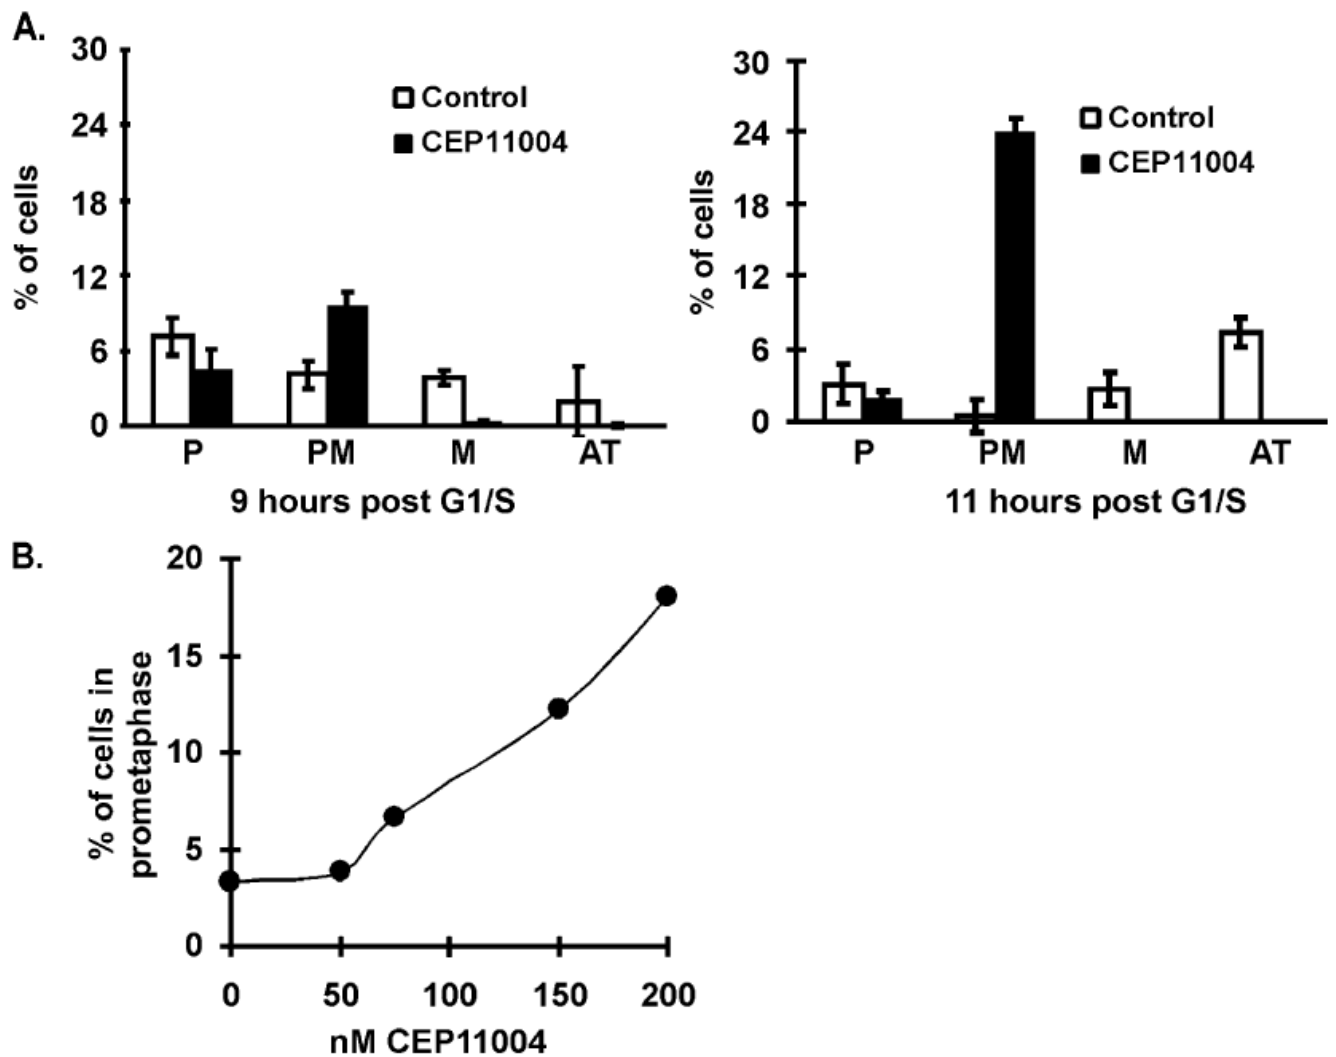 A.
30
24
18
12
6
0
% of cells
Control
CEP11004
P PM M AT
9 hours post G1/S
30
24
18
12
6
0
% of cells
Control
CEP11004
P PM M AT
11 hours post G1/S
B.
20
15
10
5
0
% of cells in
prometaphase
0 50 100 150 200
nM CEP11004